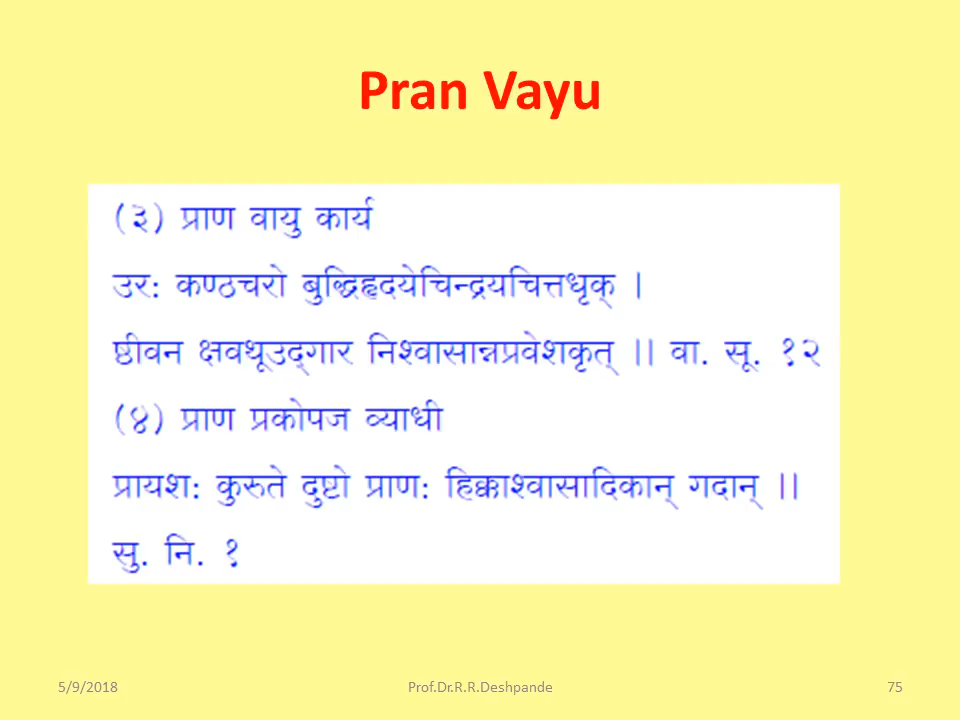 Pran Vayu
(३) प्राण वायु कार्य
उर: कण्ठचरो बुद्धिहृदयेचिन्द्रयचित्तधृक् ।
ष्ठीवन क्षवथूउद्‌गार निश्वासान्नप्रवेशकृत् ।। वा. सू. १२
(४) प्राण प्रकोपज व्याधी
प्रायश: कुरुते दुष्टो प्राण: हिक्काश्वासादिकान् गदान् ।।
सु. नि. १
5/9/2018 Prof.Dr.R.R.Deshpande 75